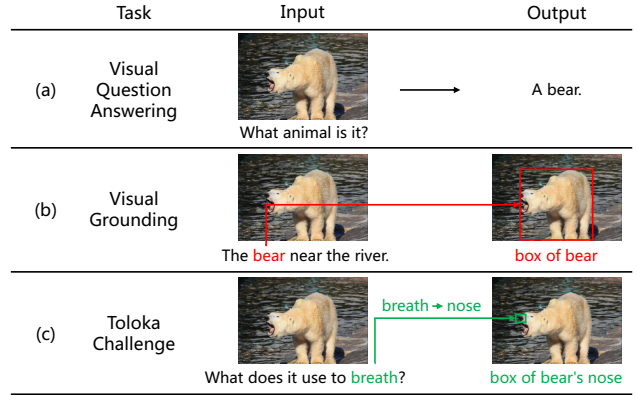 Task Input Output
(a) Visual Question Answering
What animal is it?
A bear.
(b) Visual Grounding
The bear near the river.
box of bear
(c) Toloka Challenge
breath → nose
What does it use to breath?
box of bear's nose